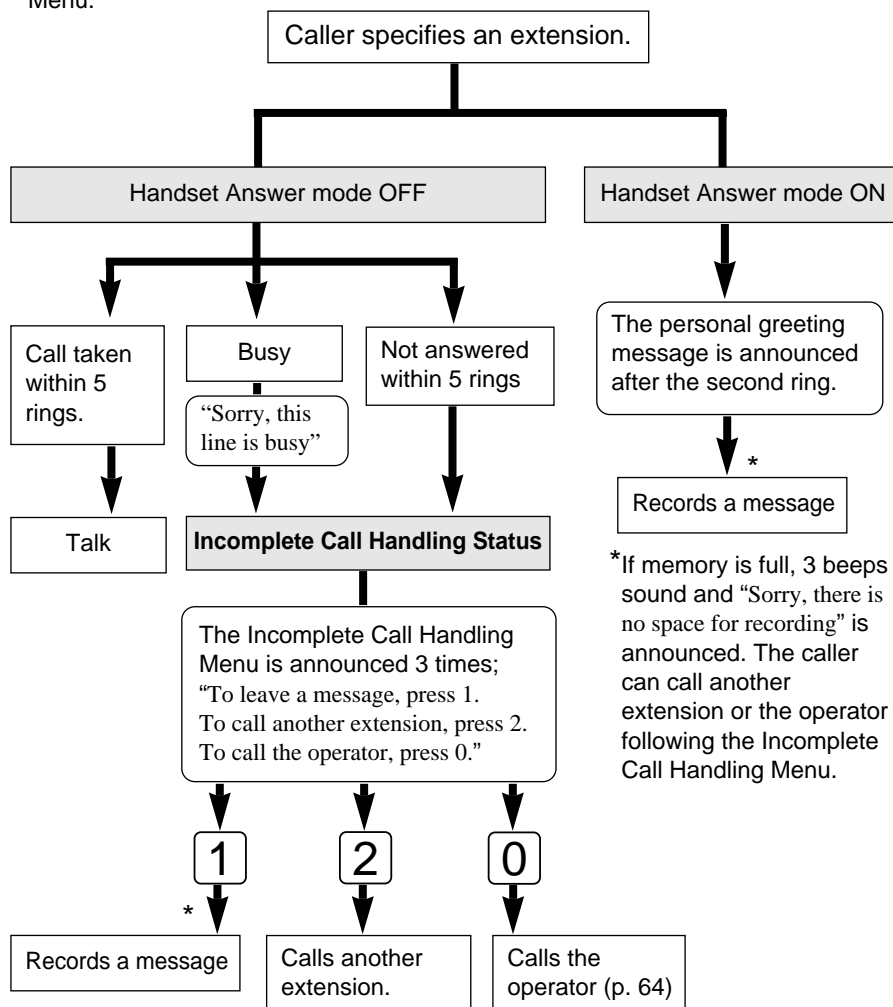 Menu.
Caller specifies an extension.
Handset Answer mode OFF
Handset Answer mode ON
Call taken
within 5
rings.
Busy
“Sorry, this
line is busy”
Not answered
within 5 rings
The personal greeting
message is announced
after the second ring.
*
Records a message
Talk
Incomplete Call Handling Status
*If memory is full, 3 beeps
sound and “Sorry, there is
no space for recording” is
announced. The caller
can call another
extension or the operator
following the Incomplete
Call Handling Menu.
The Incomplete Call Handling
Menu is announced 3 times;
“To leave a message, press 1.
To call another extension, press 2.
To call the operator, press 0.”
1
2
0
*
Records a message
Calls another
extension.
Calls the
operator (p. 64)